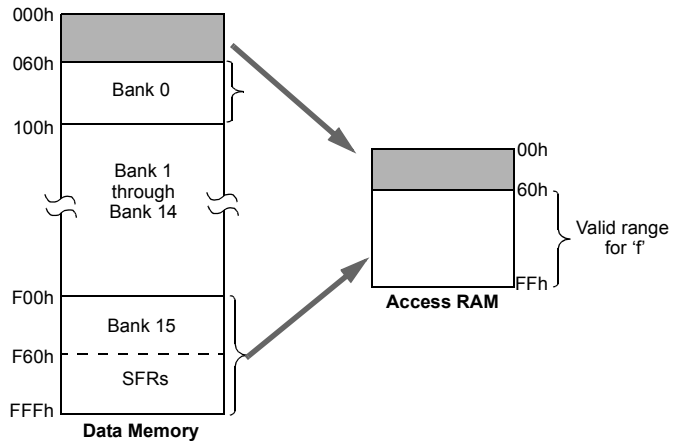 000h
060h
Bank 0
100h
Bank 1
through
Bank 14
F00h
Bank 15
F60h
SFRs
FFFh
Data Memory
00h
60h
Valid range
for ‘f’
FFh
Access RAM